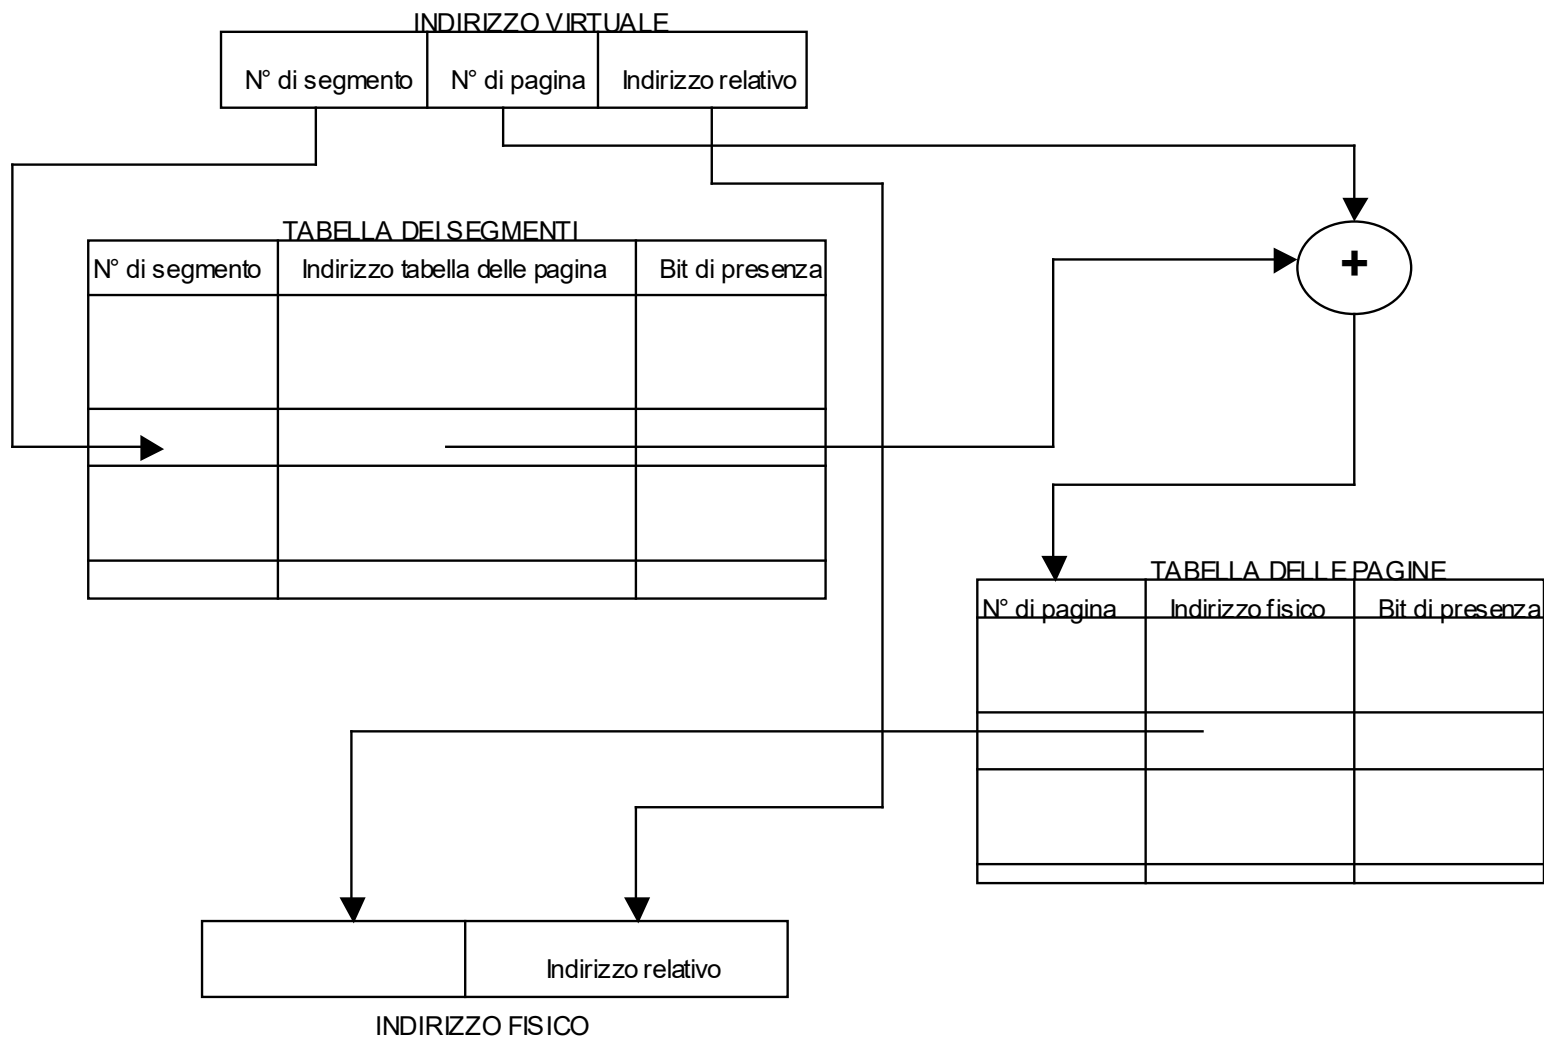 INDIRIZZO VIRTUALE
N° di segmento N° di pagina Indirizzo relativo
TABELLA DEI SEGMENTI
N° di segmento Indirizzo tabella delle pagina Bit di presenza
+
TABELLA DELLE PAGINE
N° di pagina Indirizzo fisico Bit di presenza
Indirizzo relativo
INDIRIZZO FISICO